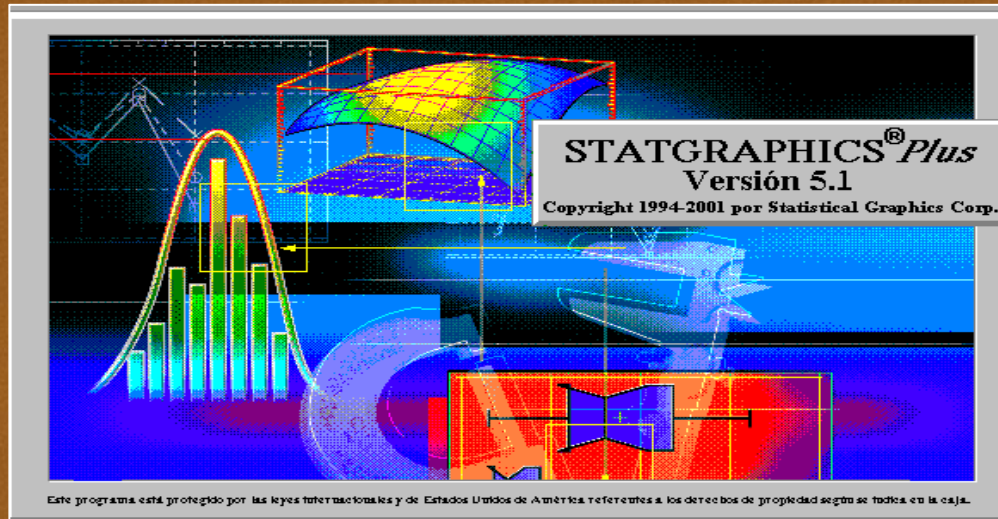 STATGRAPHICS® Plus
Versión 5.1
Copyright 1994-2001 por Statistical Graphics Corp.
Este programa está protegido por las leyes internacionales y de Estados Unidos de América referentes a los derechos de propiedad según se indica en la caja.